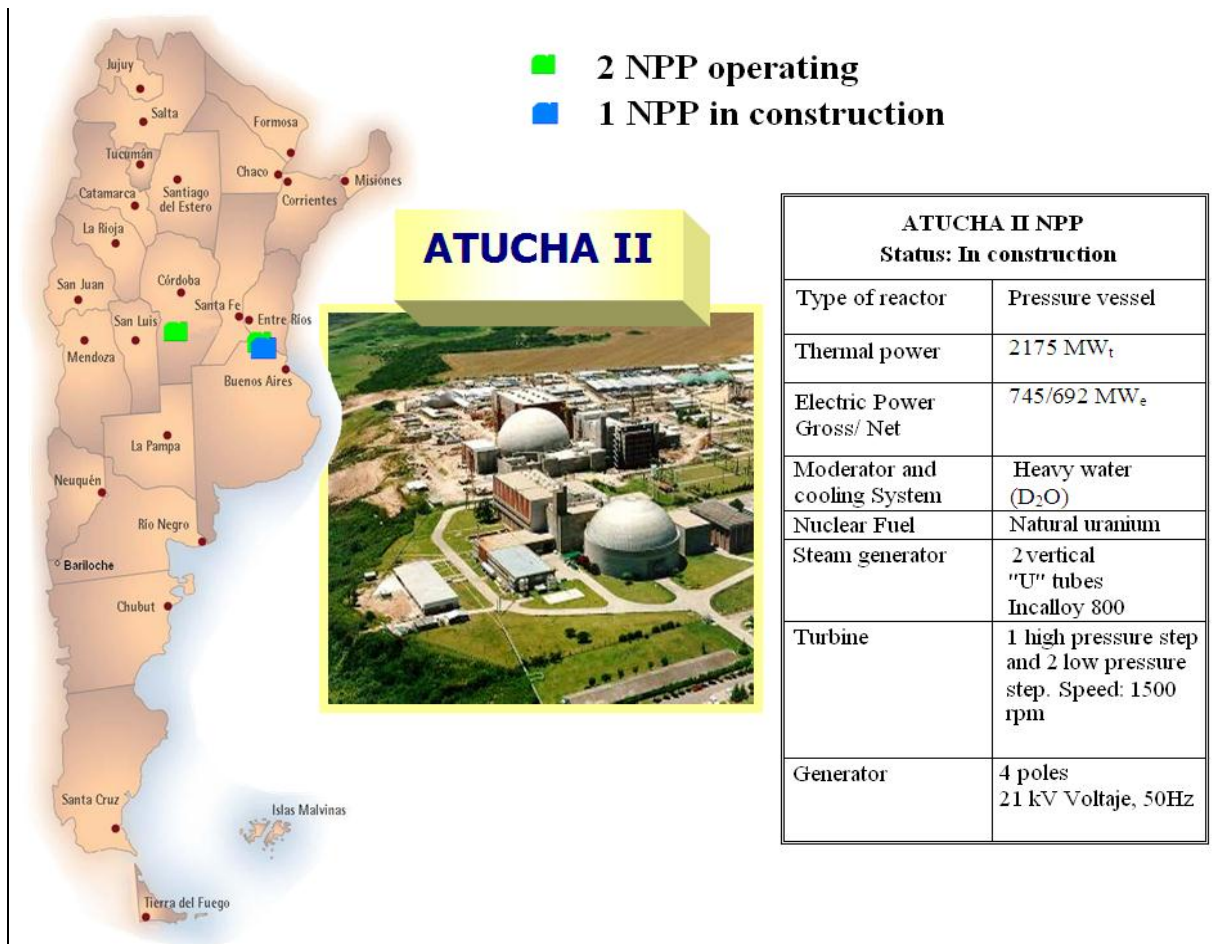 2 NPP operating
1 NPP in construction
Jujuy
Salta
Formosa
Tucumán
Chaco
Misiones
Catamarca
Santiago
del Estero
Corrientes
La Rioja
San Juan
Córdoba
Santa Fe
Entre Ríos
San Luis
Mendoza
Buenos Aires
La Pampa
Neuquén
Río Negro
Bariloche
Chubut
Santa Cruz
Islas Malvinas
Tierra del Fuego
ATUCHA II
ATUCHA II NPP
Status: In construction
Type of reactor
Pressure vessel
Thermal power
2175 MWₜ
Electric Power
Gross/ Net
745/692 MWₑ
Moderator and
cooling System
Heavy water
(D₂O)
Nuclear Fuel
Natural uranium
Steam generator
2 vertical
"U" tubes
Incalloy 800
Turbine
1 high pressure step
and 2 low pressure
step. Speed: 1500
rpm
Generator
4 poles
21 kV Voltaje, 50Hz